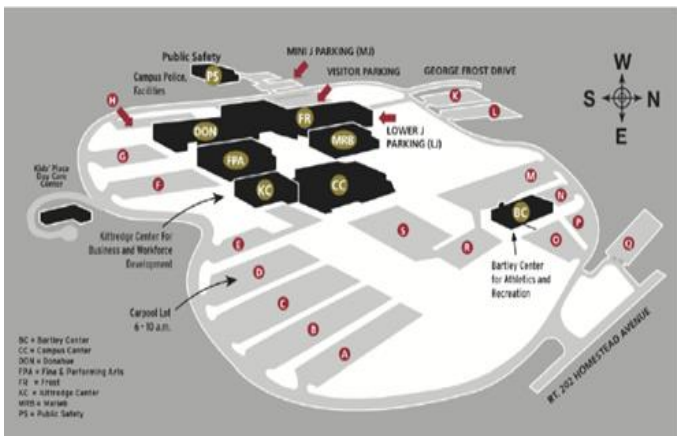 Public Safety
PS
Campus Police,
Facilities
MINI J PARKING (MJ)
VISITOR PARKING
GEORGE FROST DRIVE
W
S
N
E
K
L
H
DON
FR
MRB
LOWER J
PARKING (LJ)
G
F
FPA
KC
CC
Kids' Place
Day Care
Center
M
N
P
BC
O
Q
S
R
Kittredge Center For
Business and Workforce
Development
E
D
Carpool Lot
6 - 10 a.m.
C
B
A
Bartley Center
for Athletics and
Recreation
RT. 202 HOMESTEAD AVENUE
BC = Bartley Center
CC = Campus Center
DON = Donahue
FPA = Fine & Performing Arts
FR = Frost
KC = Kittredge Center
MRB = Marieb
PS = Public Safety